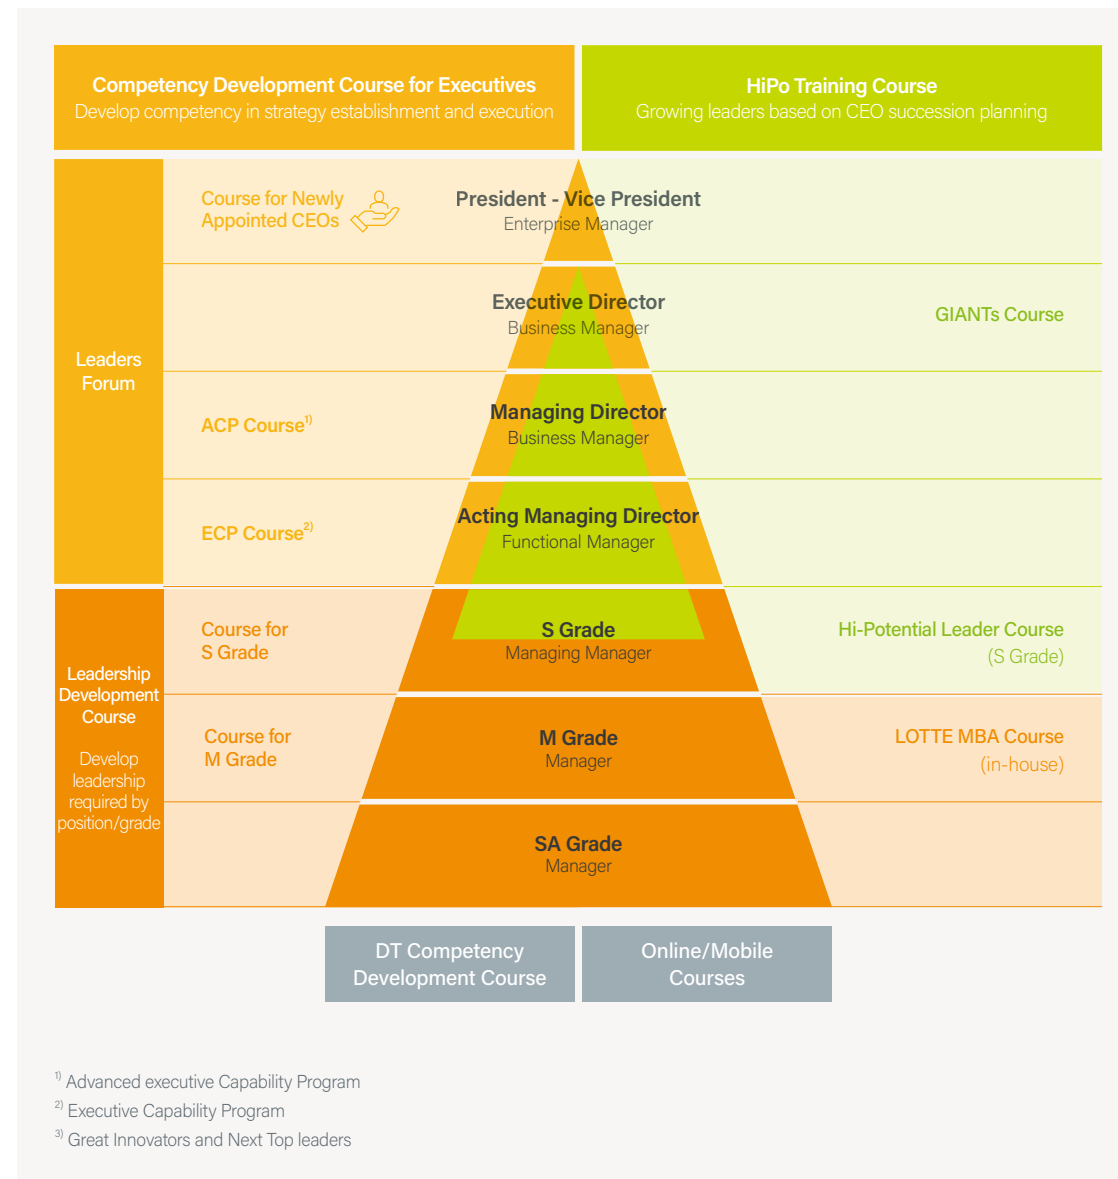 Competency Development Course for Executives
Develop competency in strategy establishment and execution
HiPo Training Course
Growing leaders based on CEO succession planning
Leaders
Forum
Course for Newly
Appointed CEOs
President - Vice President
Enterprise Manager
Executive Director
Business Manager
GIANTs Course
ACP Course1)
Managing Director
Business Manager
ECP Course2)
Acting Managing Director
Functional Manager
Leadership
Development
Course
Develop
leadership
required by
position/grade
Course for
S Grade
S Grade
Managing Manager
Hi-Potential Leader Course
(S Grade)
Course for
M Grade
M Grade
Manager
LOTTE MBA Course
(in-house)
SA Grade
Manager
DT Competency
Development Course
Online/Mobile
Courses
1) Advanced executive Capability Program
2) Executive Capability Program
3) Great Innovators and Next Top leaders